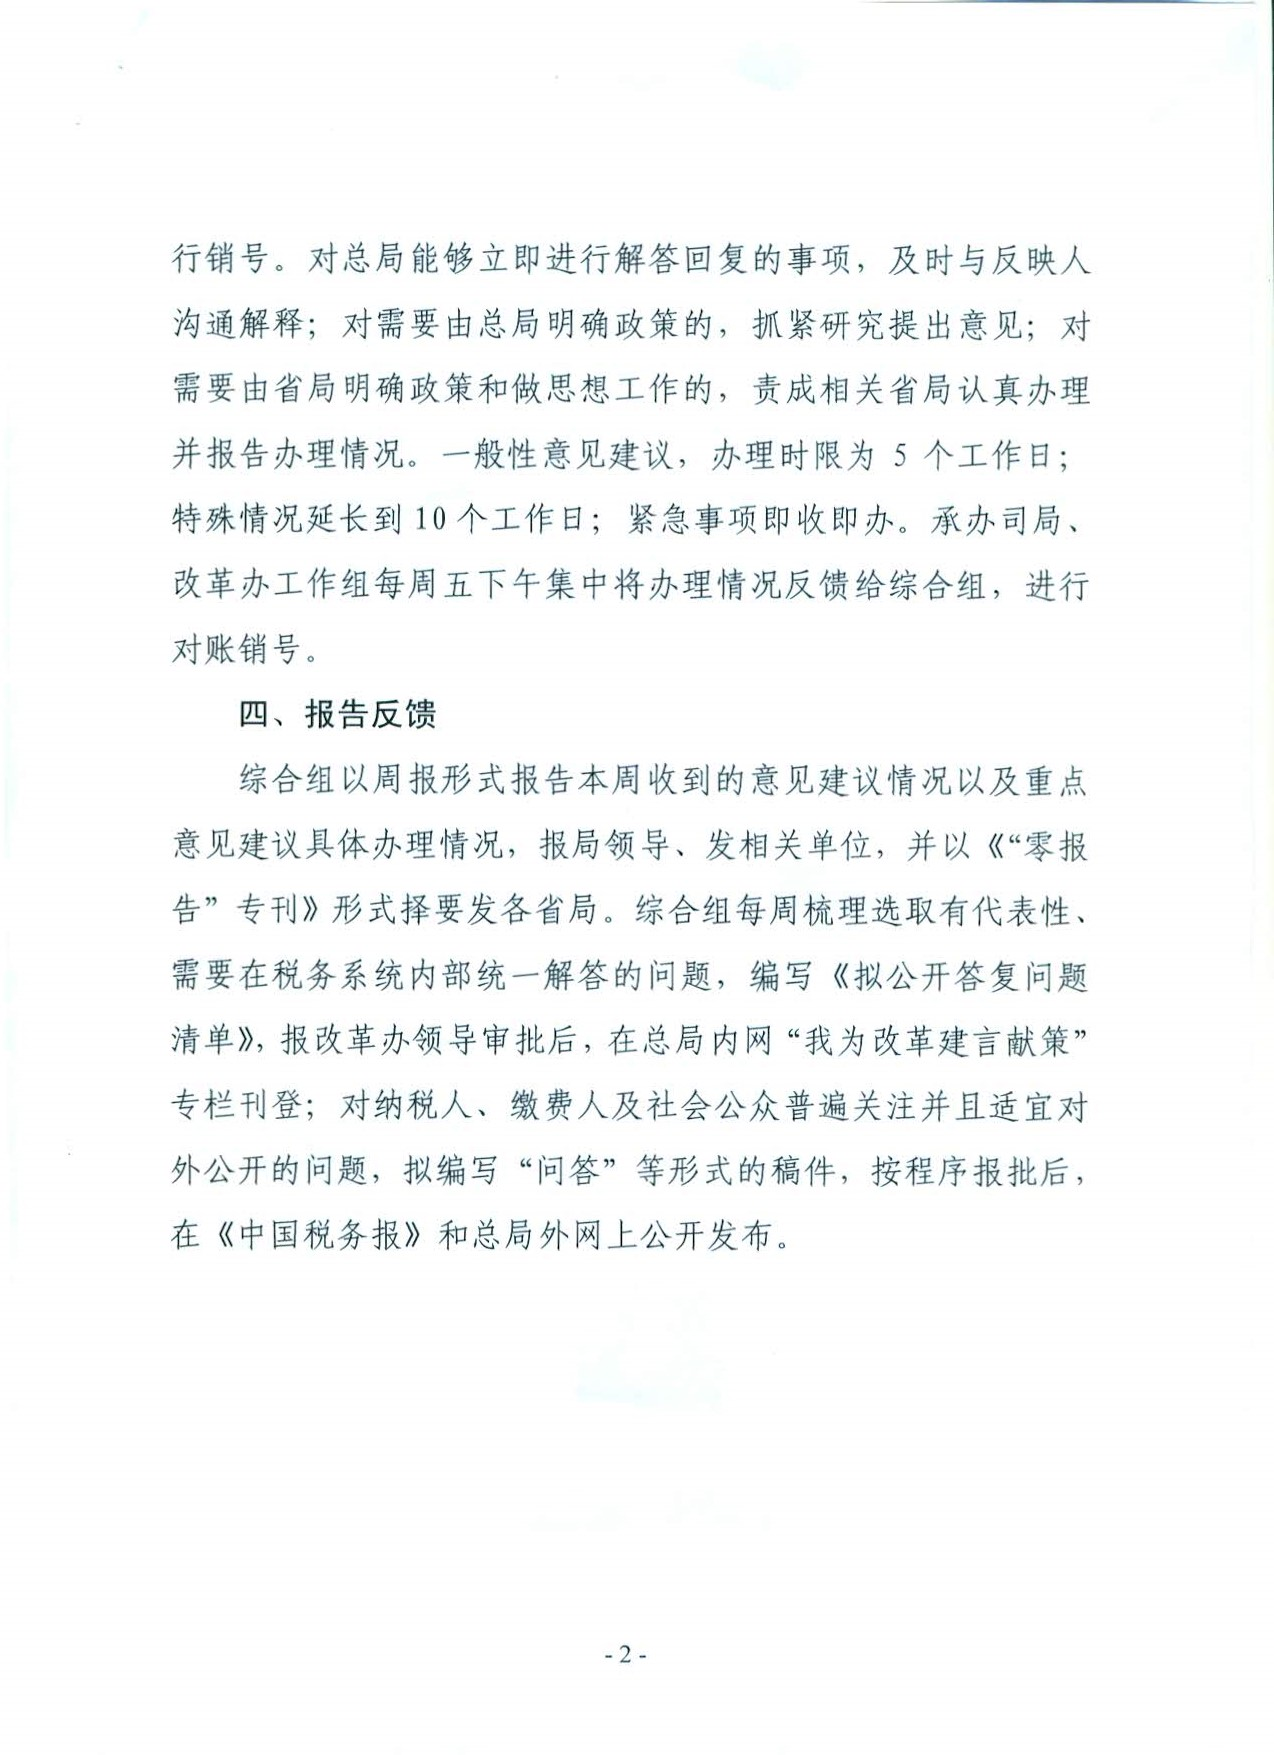 行销号。对总局能够立即进行解答回复的事项，及时与反映人
沟通解释；对需要由总局明确政策的，抓紧研究提出意见；对
需要由省局明确政策和做思想工作的，责成相关省局认真办理
并报告办理情况。一般性意见建议，办理时限为 5 个工作日；
特殊情况延长到 10 个工作日；紧急事项即收即办。承办司局、
改革办工作组每周五下午集中将办理情况反馈给综合组，进行
对账销号。
四、报告反馈
综合组以周报形式报告本周收到的意见建议情况以及重点
意见建议具体办理情况，报局领导、发相关单位，并以《“零报
告”专刊》形式择要发各省局。综合组每周梳理选取有代表性、
需要在税务系统内部统一解答的问题，编写《拟公开答复问题
清单》，报改革办领导审批后，在总局内网“我为改革建言献策”
专栏刊登；对纳税人、缴费人及社会公众普遍关注并且适宜对
外公开的问题，拟编写“问答”等形式的稿件，按程序报批后，
在《中国税务报》和总局外网上公开发布。
- 2 -